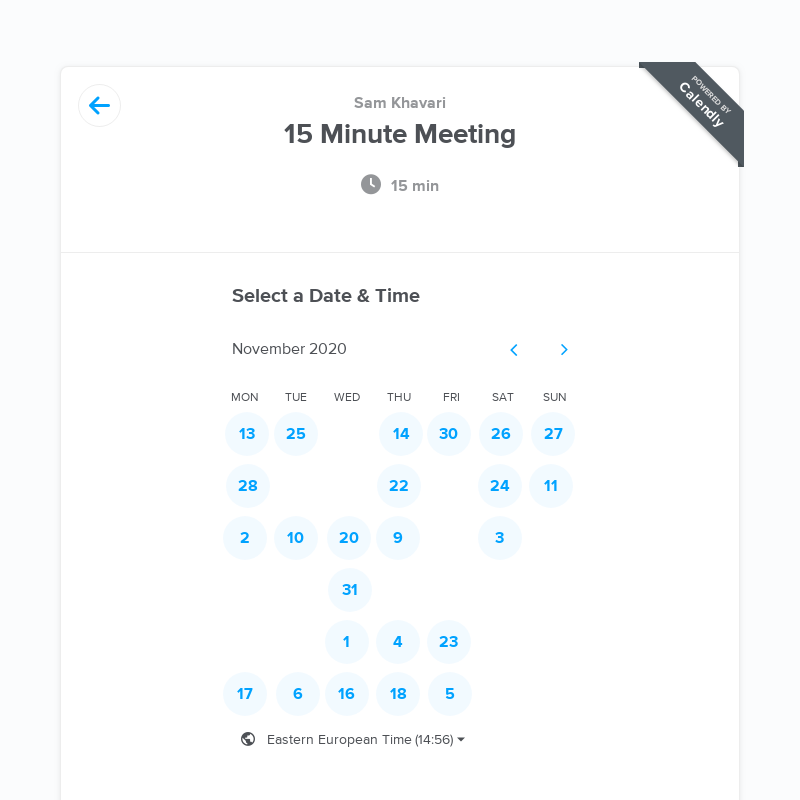 POWERED BY
Calendly
Sam Khavari
15 Minute Meeting
15 min
Select a Date & Time
November 2020
MON TUE WED THU FRI SAT SUN
13 25 14 30 26 27
28 22 24 11
2 10 20 9 3
31
1 4 23
17 6 16 18 5
Eastern European Time (14:56)